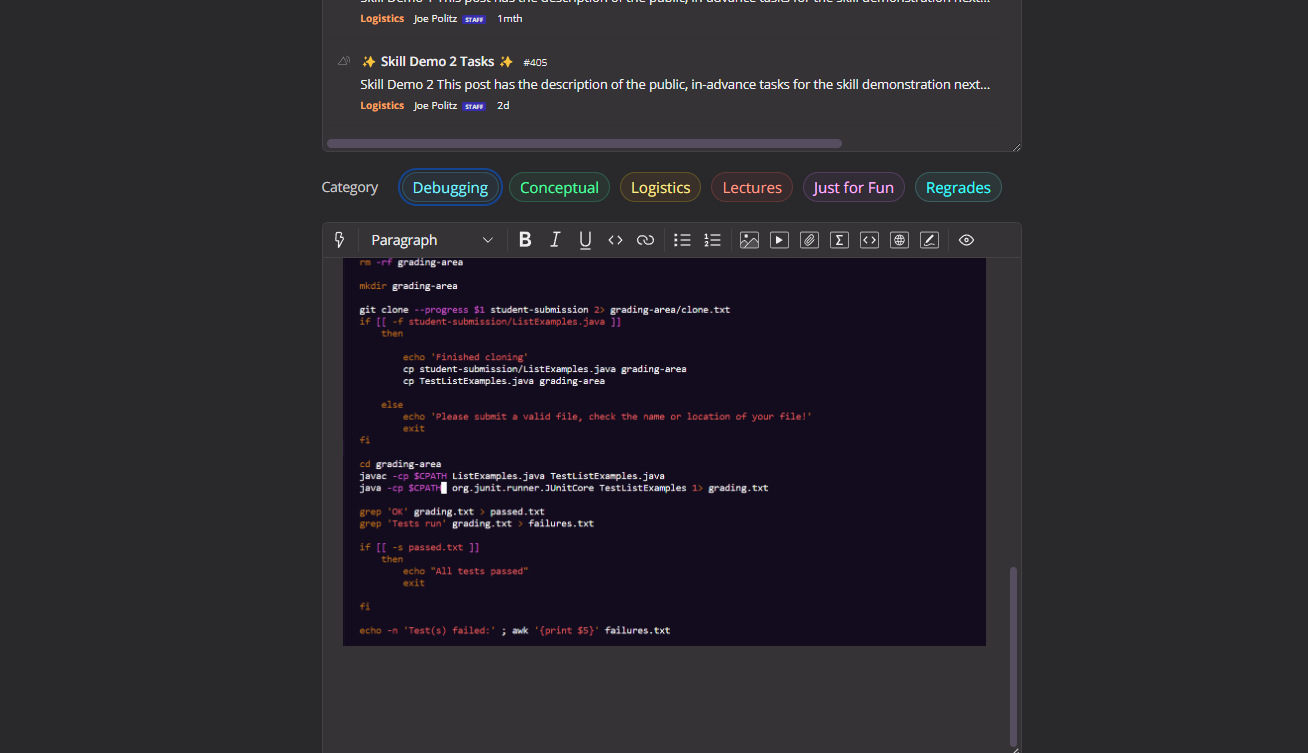 Skill Demo 1 This post has the description of the public, in-advance tasks for the skill demonstration next...
Logistics Joe Politz STAFF 1mth
✨ Skill Demo 2 Tasks ✨ #405
Skill Demo 2 This post has the description of the public, in-advance tasks for the skill demonstration next...
Logistics Joe Politz STAFF 2d
Category Debugging Conceptual Logistics Lectures Just for Fun Regrades
Paragraph B I U
rm -rf grading-area
mkdir grading-area
git clone --progress $1 student-submission 2> grading-area/clone.txt
if [[ -f student-submission/ListExamples.java ]]
then
echo 'Finished cloning'
cp student-submission/ListExamples.java grading-area
cp TestListExamples.java grading-area
else
echo 'Please submit a valid file, check the name or location of your file!'
exit
fi
cd grading-area
javac -cp $CPATH ListExamples.java TestListExamples.java
java -cp $CPATH org.junit.runner.JUnitCore TestListExamples 1> grading.txt
grep 'OK' grading.txt > passed.txt
grep 'Tests run' grading.txt > failures.txt
if [[ -s passed.txt ]]
then
echo "All tests passed"
exit
fi
echo -n 'Test(s) failed:' ; awk '{print $5}' failures.txt